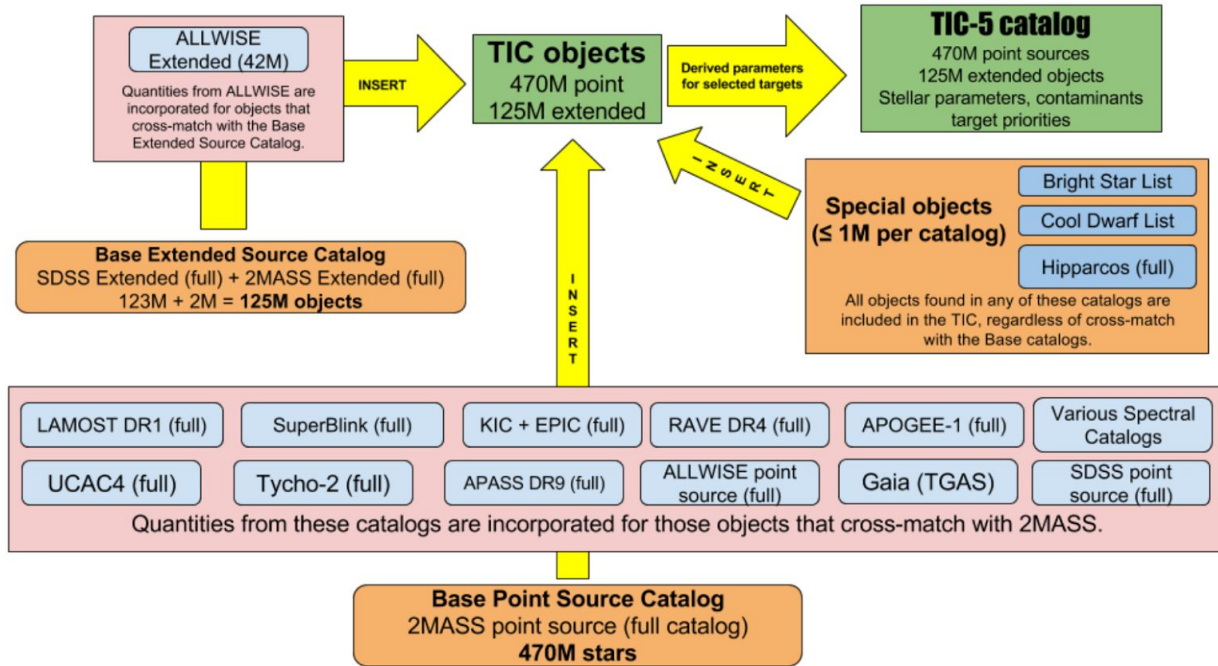 ALLWISE
Extended (42M)
Quantities from ALLWISE are
incorporated for objects that
cross-match with the Base
Extended Source Catalog.
INSERT
TIC objects
470M point
125M extended
Derived parameters
for selected targets
TIC-5 catalog
470M point sources
125M extended objects
Stellar parameters, contaminants
target priorities
INSERT
Special objects
(≤ 1M per catalog)
Bright Star List
Cool Dwarf List
Hipparcos (full)
All objects found in any of these catalogs are
included in the TIC, regardless of cross-match
with the Base catalogs.
Base Extended Source Catalog
SDSS Extended (full) + 2MASS Extended (full)
123M + 2M = 125M objects
INSERT
LAMOST DR1 (full)
SuperBlink (full)
KIC + EPIC (full)
RAVE DR4 (full)
APOGEE-1 (full)
Various Spectral
Catalogs
UCAC4 (full)
Tycho-2 (full)
APASS DR9 (full)
ALLWISE point
source (full)
Gaia (TGAS)
SDSS point
source (full)
Quantities from these catalogs are incorporated for those objects that cross-match with 2MASS.
Base Point Source Catalog
2MASS point source (full catalog)
470M stars